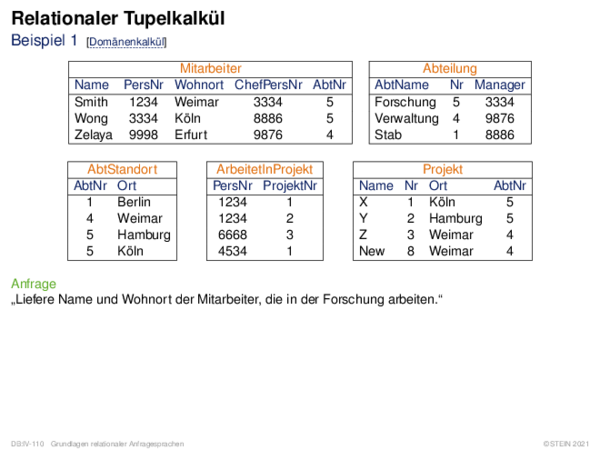 Relationaler Tupelkalkül
Beispiel 1 [Domänenkalkül]
Mitarbeiter
Name PersNr Wohnort ChefPersNr AbtNr
Smith 1234 Weimar 3334 5
Wong 3334 Köln 8886 5
Zelaya 9998 Erfurt 9876 4
Abteilung
AbtName Nr Manager
Forschung 5 3334
Verwaltung 4 9876
Stab 1 8886
AbtStandort
AbtNr Ort
1 Berlin
4 Weimar
5 Hamburg
5 Köln
ArbeitetInProjekt
PersNr ProjektNr
1234 1
1234 2
6668 3
4534 1
Projekt
Name Nr Ort AbtNr
X 1 Köln 5
Y 2 Hamburg 5
Z 3 Weimar 4
New 8 Weimar 4
Anfrage
„Liefere Name und Wohnort der Mitarbeiter, die in der Forschung arbeiten.“
DB:IV-110 Grundlagen relationaler Anfragesprachen
©STEIN 2021